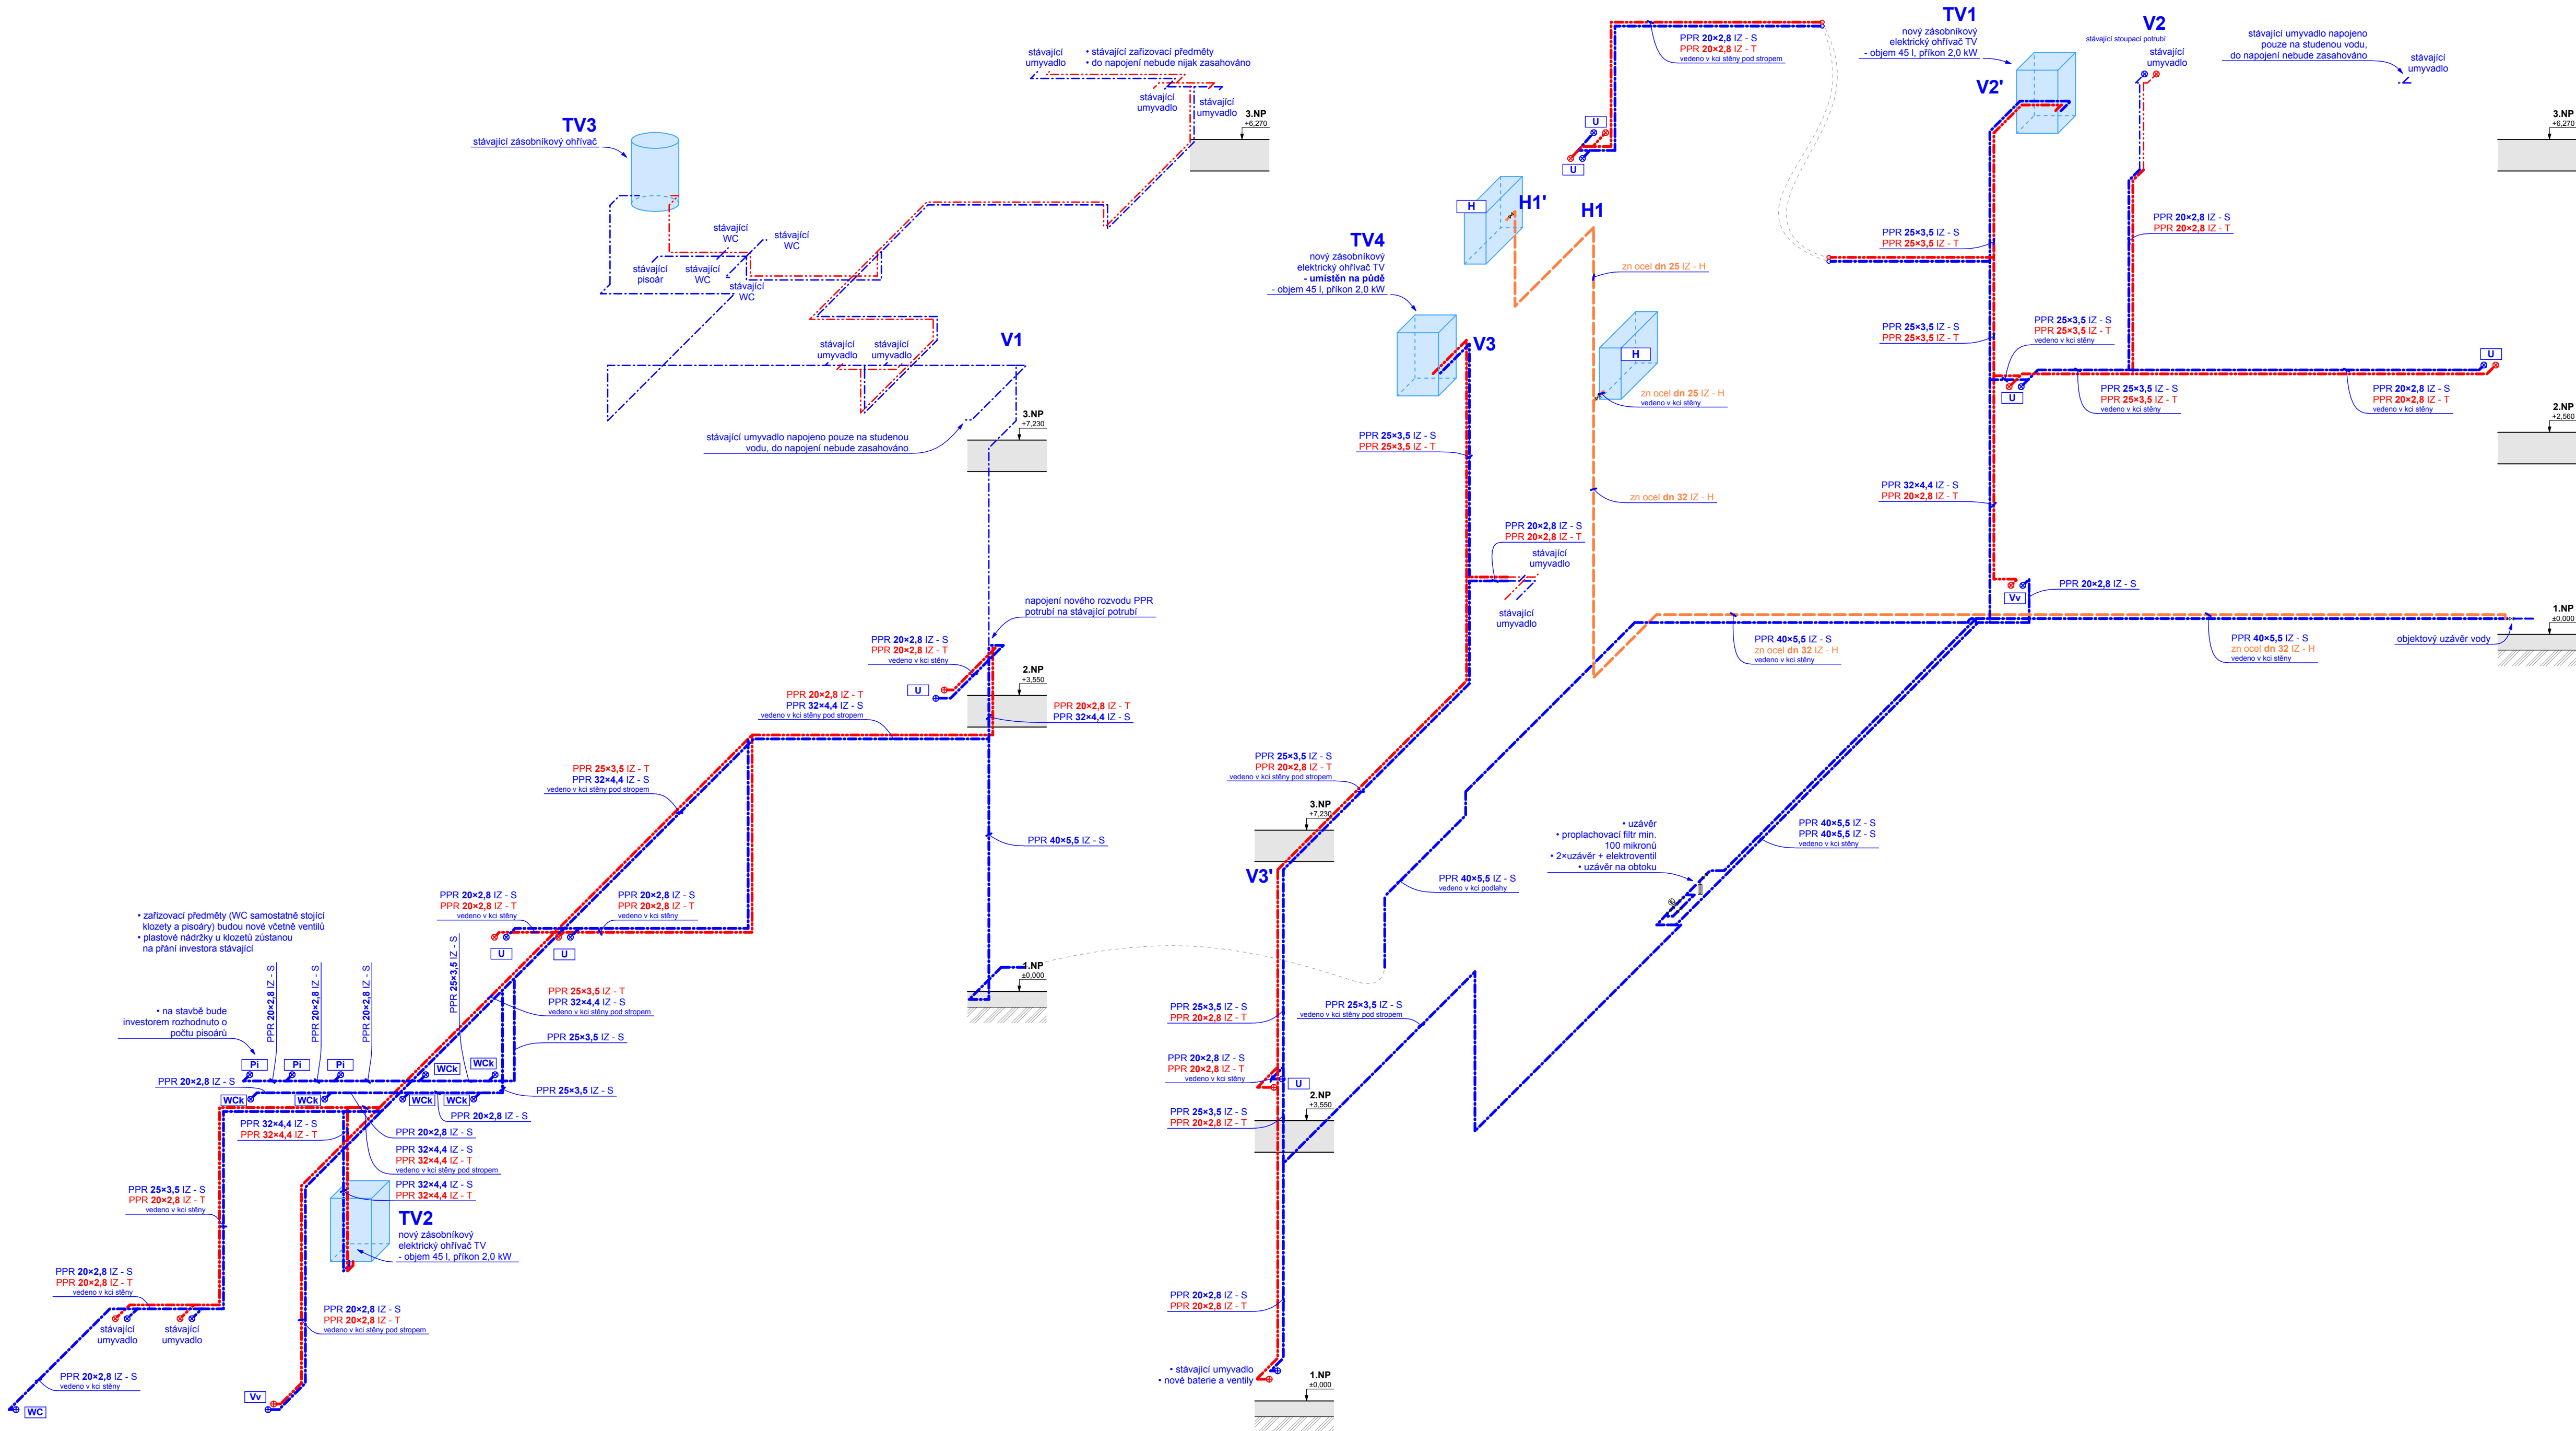 stávající
umyvadlo
• stávající zařizovací předměty
• do napojení nebude nijak zasahováno
stávající
umyvadlo
stávající
umyvadlo
3.NP
+6,270
TV3
stávající zásobníkový ohřívač
stávající
WC
stávající
WC
stávající
pisoár
stávající
WC
stávající
WC
stávající
umyvadlo
stávající
umyvadlo
V1
3.NP
+7,230
stávající umyvadlo napojeno pouze na studenou
vodu, do napojení nebude zasahováno
napojení nového rozvodu PPR
potrubí na stávající potrubí
PPR 20×2,8 IZ - S
PPR 20×2,8 IZ - T
vedeno v kci stěny
U
2.NP
+3,550
PPR 20×2,8 IZ - T
PPR 32×4,4 IZ - S
vedeno v kci stěny pod stropem
PPR 20×2,8 IZ - T
PPR 32×4,4 IZ - S
PPR 25×3,5 IZ - T
PPR 32×4,4 IZ - S
vedeno v kci stěny pod stropem
PPR 40×5,5 IZ - S
PPR 20×2,8 IZ - S
PPR 20×2,8 IZ - T
vedeno v kci stěny
PPR 20×2,8 IZ - S
PPR 20×2,8 IZ - T
vedeno v kci stěny
U
U
• zařizovací předměty (WC samostatně stojící
klozety a pisoáry) budou nové včetně ventilů
• plastové nádržky u klozetů zůstanou
na přání investora stávající
PPR 20×2,8 IZ - S
PPR 20×2,8 IZ - S
PPR 20×2,8 IZ - S
PPR 25×3,5 IZ - S
1.NP
±0,000
PPR 25×3,5 IZ - T
PPR 32×4,4 IZ - S
vedeno v kci stěny pod stropem
• na stavbě bude
investorem rozhodnuto o
počtu pisoárů
PPR 25×3,5 IZ - S
Pi
Pi
Pi
WCk
WCk
PPR 20×2,8 IZ - S
PPR 25×3,5 IZ - S
WCk
WCk
WCk
WCk
PPR 20×2,8 IZ - S
PPR 32×4,4 IZ - S
PPR 32×4,4 IZ - T
PPR 20×2,8 IZ - S
PPR 32×4,4 IZ - S
PPR 32×4,4 IZ - T
vedeno v kci stěny pod stropem
PPR 32×4,4 IZ - S
PPR 32×4,4 IZ - T
PPR 25×3,5 IZ - S
PPR 20×2,8 IZ - T
vedeno v kci stěny
TV2
nový zásobníkový
elektrický ohřívač TV
- objem 45 l, příkon 2,0 kW
PPR 20×2,8 IZ - S
PPR 20×2,8 IZ - T
vedeno v kci stěny
stávající
umyvadlo
stávající
umyvadlo
PPR 20×2,8 IZ - S
PPR 20×2,8 IZ - T
vedeno v kci stěny pod stropem
PPR 20×2,8 IZ - S
vedeno v kci stěny
WC
Vv
PPR 20×2,8 IZ - S
PPR 20×2,8 IZ - T
vedeno v kci stěny pod stropem
U
U
H
H1'
H1
TV4
nový zásobníkový
elektrický ohřívač TV
- umístěn na půdě
- objem 45 l, příkon 2,0 kW
zn ocel dn 25 IZ - H
V3
H
zn ocel dn 25 IZ - H
vedeno v kci stěny
PPR 25×3,5 IZ - S
PPR 25×3,5 IZ - T
zn ocel dn 32 IZ - H
PPR 20×2,8 IZ - S
PPR 20×2,8 IZ - T
stávající
umyvadlo
stávající
umyvadlo
PPR 25×3,5 IZ - S
PPR 20×2,8 IZ - T
vedeno v kci stěny pod stropem
3.NP
+7,230
V3'
• uzávěr
• proplachovací filtr min.
100 mikronů
• 2×uzávěr + elektroventil
• uzávěr na obtoku
PPR 40×5,5 IZ - S
PPR 40×5,5 IZ - S
vedeno v kci stěny
PPR 40×5,5 IZ - S
vedeno v kci podlahy
PPR 25×3,5 IZ - S
PPR 20×2,8 IZ - T
PPR 25×3,5 IZ - S
vedeno v kci stěny pod stropem
PPR 20×2,8 IZ - S
PPR 20×2,8 IZ - T
vedeno v kci stěny
U
2.NP
+3,550
PPR 25×3,5 IZ - S
PPR 20×2,8 IZ - T
PPR 20×2,8 IZ - S
PPR 20×2,8 IZ - T
• stávající umyvadlo
• nové baterie a ventily
1.NP
±0,000
TV1
nový zásobníkový
elektrický ohřívač TV
- objem 45 l, příkon 2,0 kW
V2
stávající stoupací potrubí
stávající
umyvadlo
stávající umyvadlo napojeno
pouze na studenou vodu,
do napojení nebude zasahováno
stávající
umyvadlo
V2'
3.NP
+6,270
PPR 25×3,5 IZ - S
PPR 25×3,5 IZ - T
PPR 20×2,8 IZ - S
PPR 20×2,8 IZ - T
PPR 25×3,5 IZ - S
PPR 25×3,5 IZ - T
PPR 25×3,5 IZ - S
PPR 25×3,5 IZ - T
vedeno v kci stěny
U
U
PPR 25×3,5 IZ - S
PPR 25×3,5 IZ - T
vedeno v kci stěny
PPR 20×2,8 IZ - S
PPR 20×2,8 IZ - T
vedeno v kci stěny
2.NP
+2,560
PPR 32×4,4 IZ - S
PPR 20×2,8 IZ - T
PPR 20×2,8 IZ - S
Vv
1.NP
±0,000
PPR 40×5,5 IZ - S
zn ocel dn 32 IZ - H
vedeno v kci stěny
PPR 40×5,5 IZ - S
zn ocel dn 32 IZ - H
vedeno v kci stěny
objektový uzávěr vody